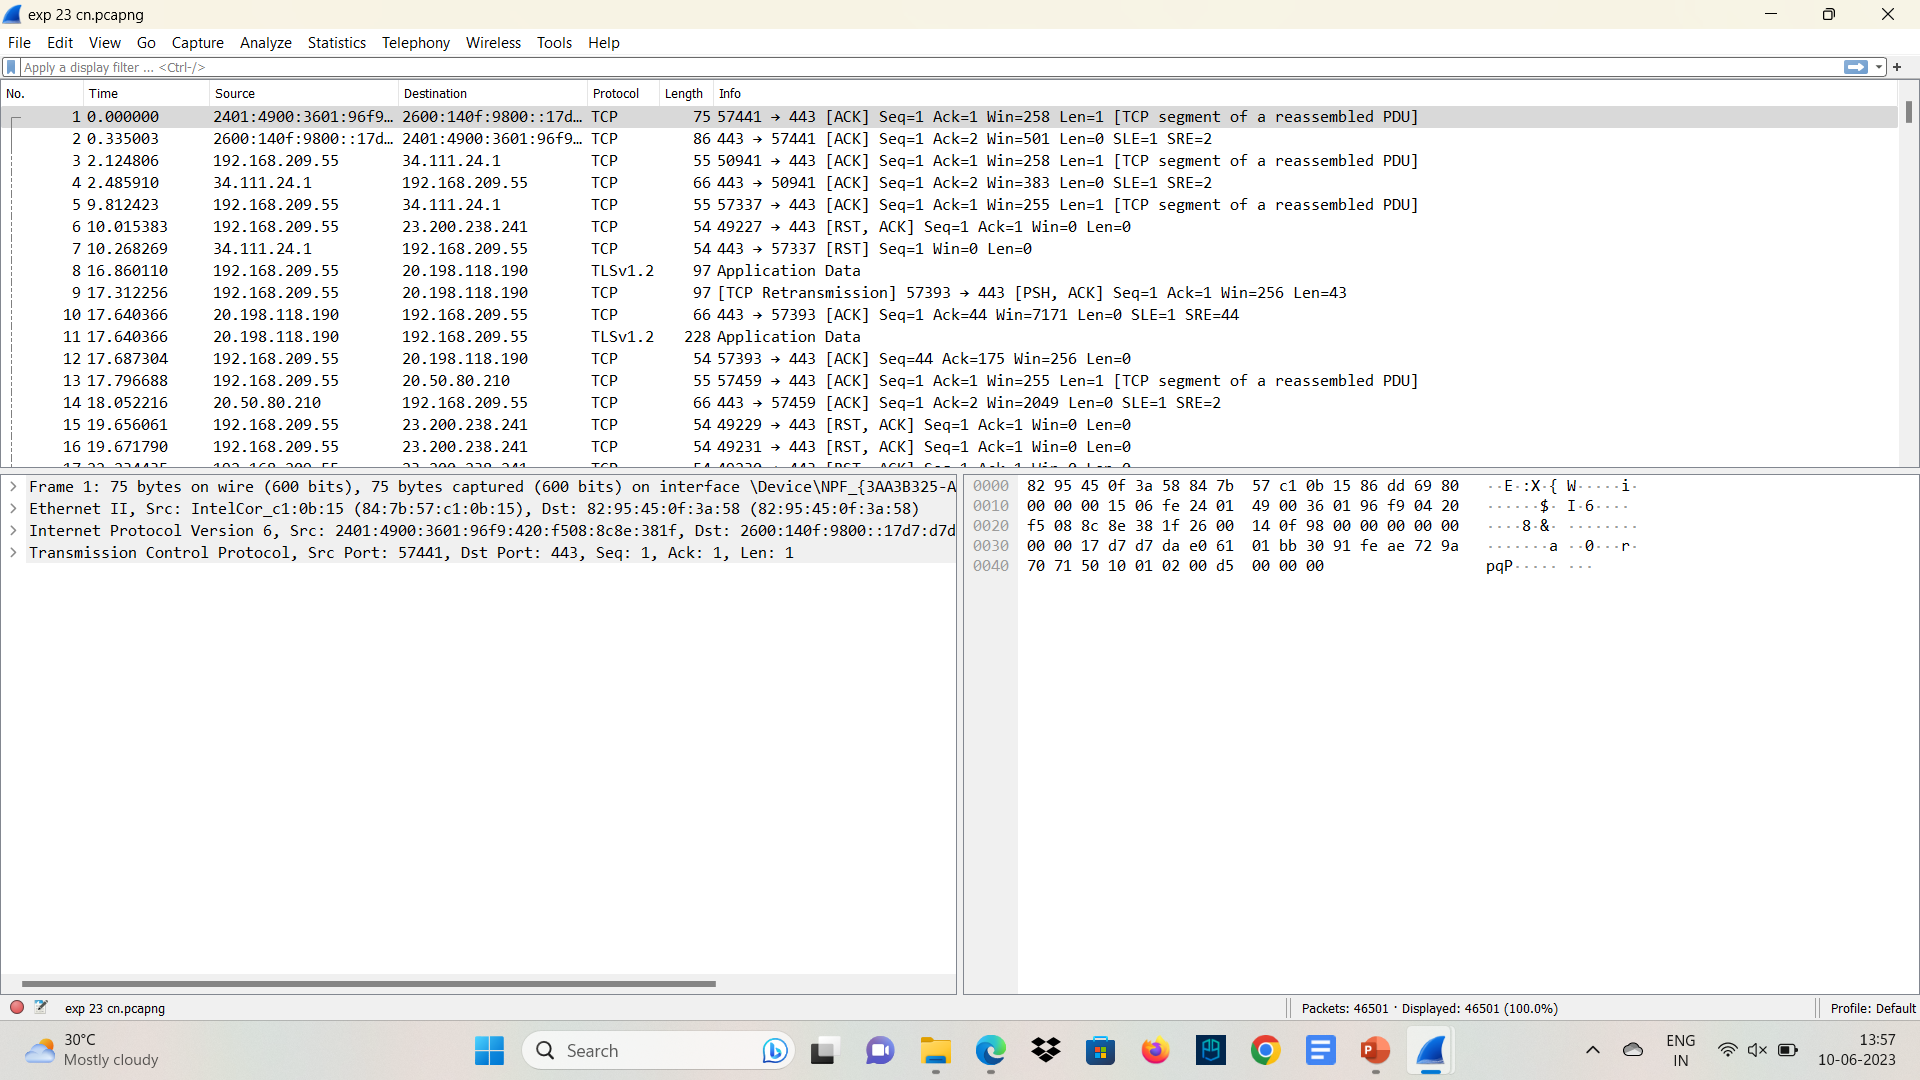 exp 23 cn.pcapng
File Edit View Go Capture Analyze Statistics Telephony Wireless Tools Help
Apply a display filter ... <Ctrl-/>
No. Time Source Destination Protocol Length Info
1 0.000000 2401:4900:3601:96f9... 2600:140f:9800::17d... TCP 75 57441 → 443 [ACK] Seq=1 Ack=1 Win=258 Len=1 [TCP segment of a reassembled PDU]
2 0.335003 2600:140f:9800::17d... 2401:4900:3601:96f9... TCP 86 443 → 57441 [ACK] Seq=1 Ack=2 Win=501 Len=0 SLE=1 SRE=2
3 2.124806 192.168.209.55 34.111.24.1 TCP 55 50941 → 443 [ACK] Seq=1 Ack=1 Win=258 Len=1 [TCP segment of a reassembled PDU]
4 2.485910 34.111.24.1 192.168.209.55 TCP 66 443 → 50941 [ACK] Seq=1 Ack=2 Win=383 Len=0 SLE=1 SRE=2
5 9.812423 192.168.209.55 34.111.24.1 TCP 55 57337 → 443 [ACK] Seq=1 Ack=1 Win=255 Len=1 [TCP segment of a reassembled PDU]
6 10.015383 192.168.209.55 23.200.238.241 TCP 54 49227 → 443 [RST, ACK] Seq=1 Ack=1 Win=0 Len=0
7 10.268269 34.111.24.1 192.168.209.55 TCP 54 443 → 57337 [RST] Seq=1 Win=0 Len=0
8 16.860110 192.168.209.55 20.198.118.190 TLSv1.2 97 Application Data
9 17.312256 192.168.209.55 20.198.118.190 TCP 97 [TCP Retransmission] 57393 → 443 [PSH, ACK] Seq=1 Ack=1 Win=256 Len=43
10 17.640366 20.198.118.190 192.168.209.55 TCP 66 443 → 57393 [ACK] Seq=1 Ack=44 Win=7171 Len=0 SLE=1 SRE=44
11 17.640366 20.198.118.190 192.168.209.55 TLSv1.2 228 Application Data
12 17.687304 192.168.209.55 20.198.118.190 TCP 54 57393 → 443 [ACK] Seq=44 Ack=175 Win=256 Len=0
13 17.796688 192.168.209.55 20.50.80.210 TCP 55 57459 → 443 [ACK] Seq=1 Ack=1 Win=255 Len=1 [TCP segment of a reassembled PDU]
14 18.052216 20.50.80.210 192.168.209.55 TCP 66 443 → 57459 [ACK] Seq=1 Ack=2 Win=2049 Len=0 SLE=1 SRE=2
15 19.656061 192.168.209.55 23.200.238.241 TCP 54 49229 → 443 [RST, ACK] Seq=1 Ack=1 Win=0 Len=0
16 19.671790 192.168.209.55 23.200.238.241 TCP 54 49231 → 443 [RST, ACK] Seq=1 Ack=1 Win=0 Len=0
Frame 1: 75 bytes on wire (600 bits), 75 bytes captured (600 bits) on interface \Device\NPF_{3AA3B325-A
Ethernet II, Src: IntelCor_c1:0b:15 (84:7b:57:c1:0b:15), Dst: 82:95:45:0f:3a:58 (82:95:45:0f:3a:58)
Internet Protocol Version 6, Src: 2401:4900:3601:96f9:420:f508:8c8e:381f, Dst: 2600:140f:9800::17d7:d7d
Transmission Control Protocol, Src Port: 57441, Dst Port: 443, Seq: 1, Ack: 1, Len: 1
0000 82 95 45 0f 3a 58 84 7b 57 c1 0b 15 86 dd 69 80 ··E·:X·{ W·····i·
0010 00 00 00 15 06 fe 24 01 49 00 36 01 96 f9 04 20 ······$· I·6····
0020 f5 08 8c 8e 38 1f 26 00 14 0f 98 00 00 00 00 00 ····8·&· ········
0030 00 00 17 d7 d7 da e0 61 01 bb 30 91 fe ae 72 9a ·······a ··0···r·
0040 70 71 50 10 01 02 00 d5 00 00 00 pqP····· ···
exp 23 cn.pcapng
Packets: 46501 · Displayed: 46501 (100.0%)
Profile: Default
30°C
Mostly cloudy
Search
ENG
IN
13:57
10-06-2023